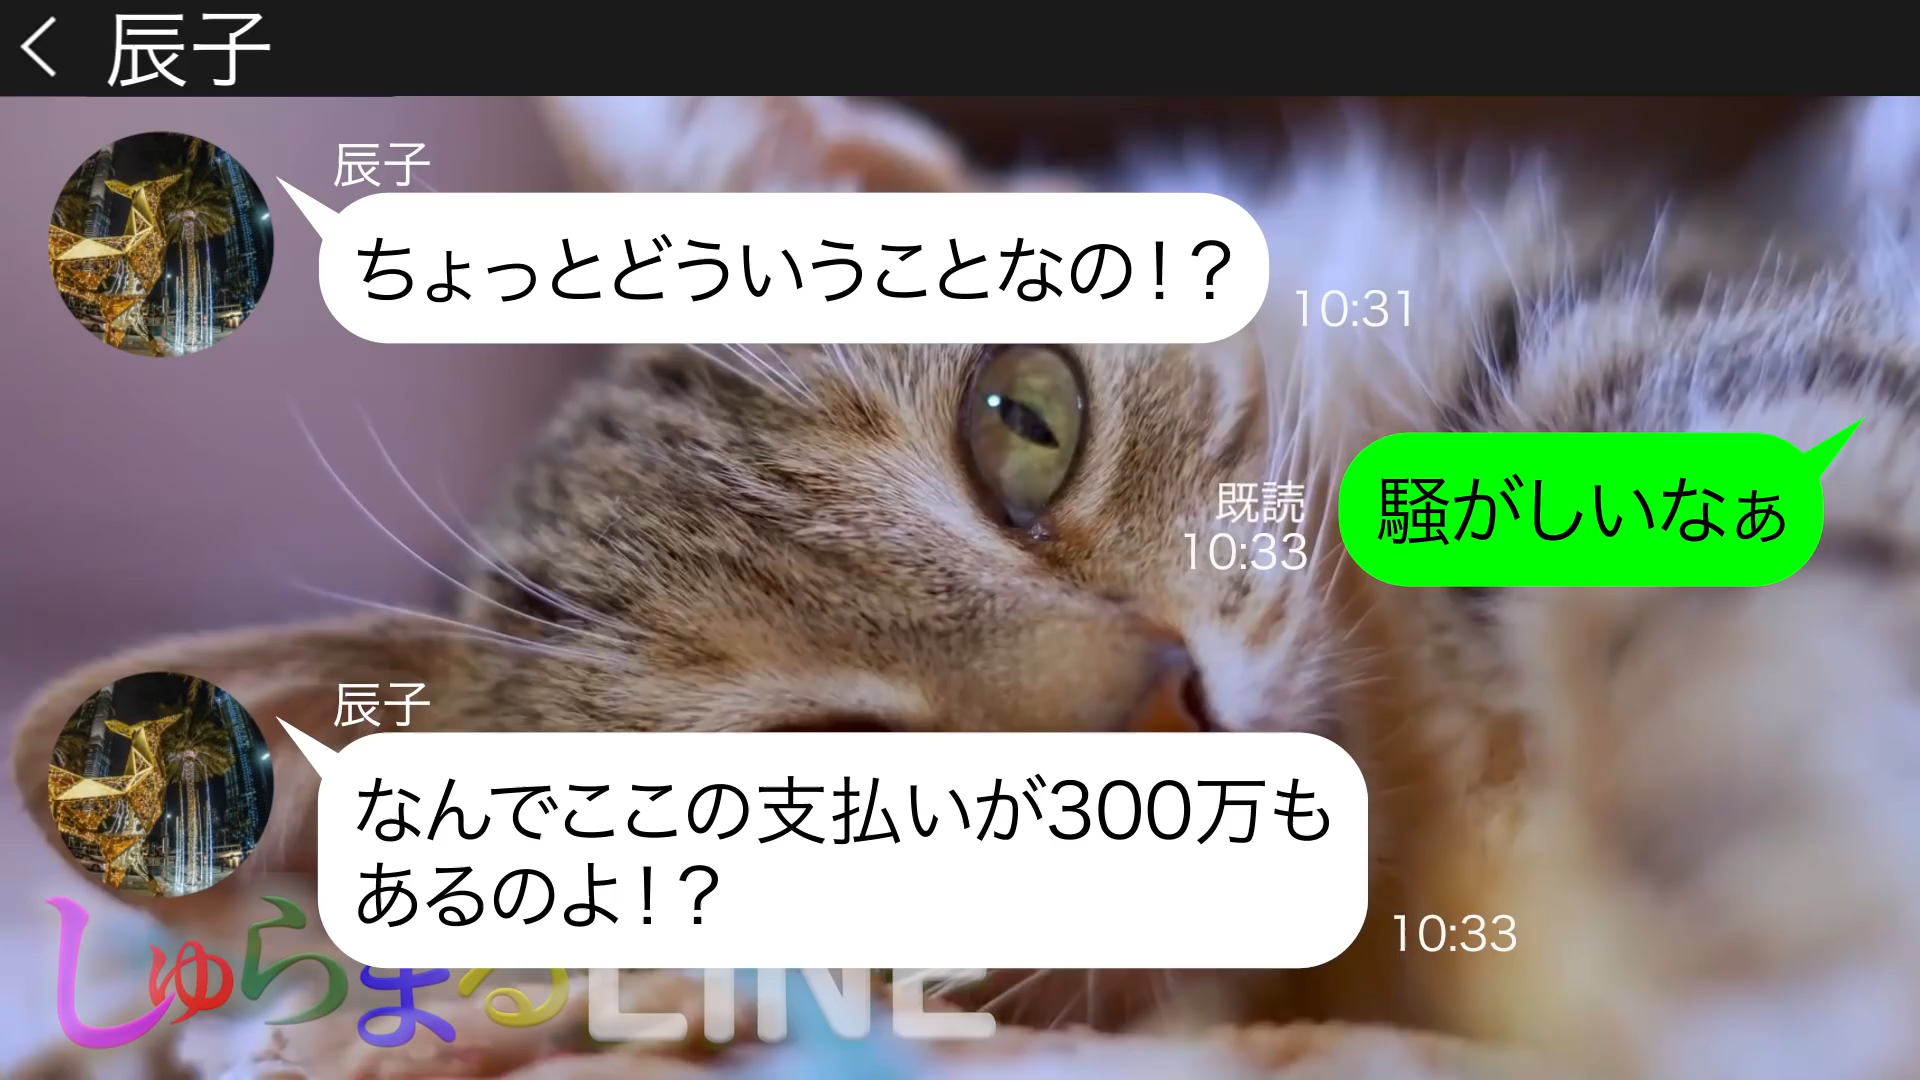 辰子
辰子
ちょっとどういうことなの！？
10:31
騒がしいなぁ
既読
10:33
辰子
なんでここの支払いが300万も
あるのよ！？
10:33
しゅらまるLINE